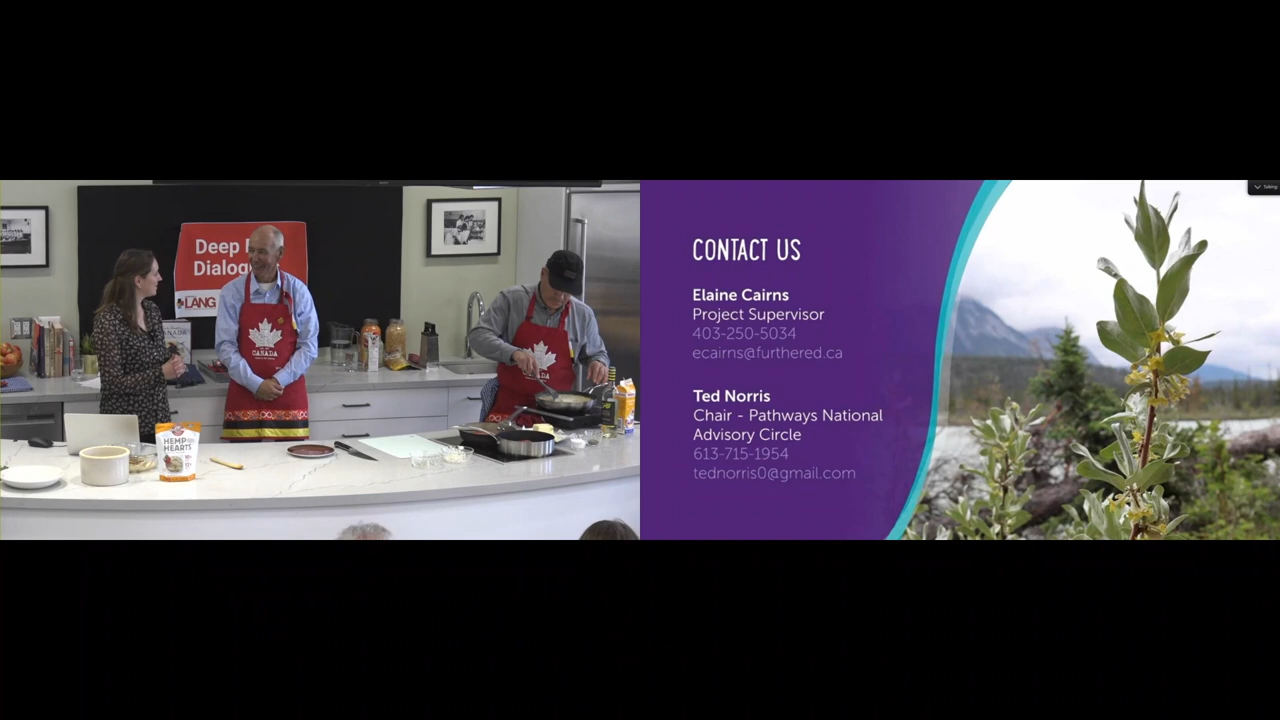 Deep
Dialog
LANG
CANADA
CANADA
HEMP
HEARTS
CONTACT US
Elaine Cairns
Project Supervisor
403-250-5034
ecairns@furthered.ca
Ted Norris
Chair - Pathways National
Advisory Circle
613-715-1954
tednorris0@gmail.com
Talking